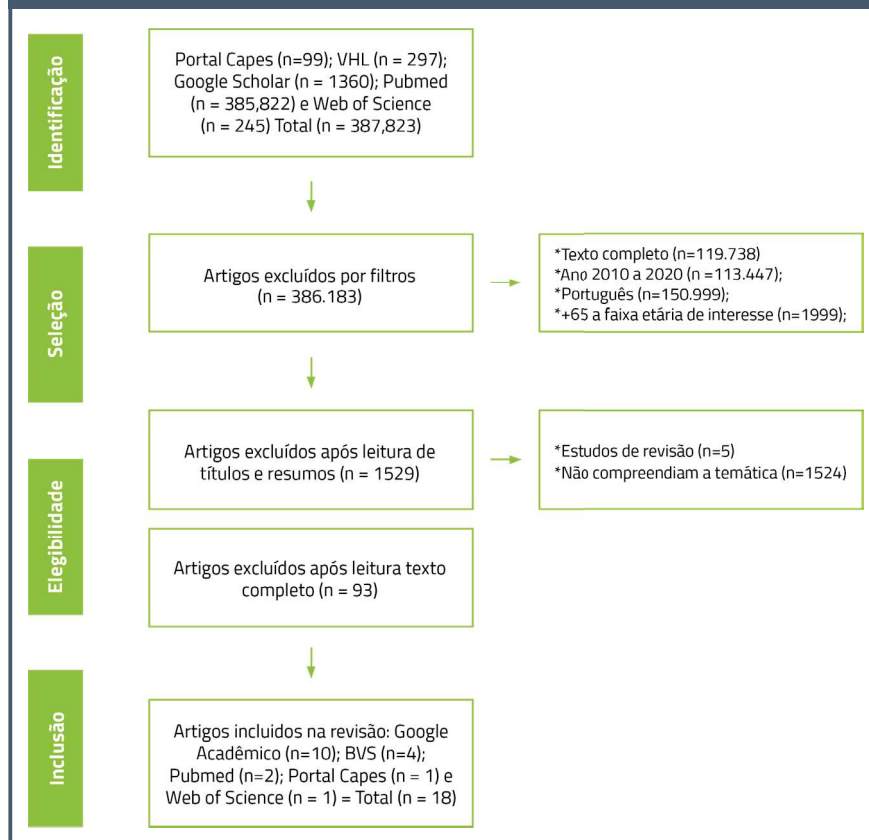 Identificação
Portal Capes (n=99); VHL (n = 297);
Google Scholar (n = 1360); Pubmed
(n = 385,822) e Web of Science
(n = 245) Total (n = 387,823)
Seleção
Artigos excluídos por filtros
(n = 386.183)
*Texto completo (n=119.738)
*Ano 2010 a 2020 (n =113.447);
*Português (n=150.999);
*+65 a faixa etária de interesse (n=1999);
Elegibilidade
Artigos excluídos após leitura de
títulos e resumos (n = 1529)
*Estudos de revisão (n=5)
*Não compreendiam a temática (n=1524)
Artigos excluídos após leitura texto
completo (n = 93)
Inclusão
Artigos incluidos na revisão: Google
Acadêmico (n=10); BVS (n=4);
Pubmed (n=2); Portal Capes (n = 1) e
Web of Science (n = 1) = Total (n = 18)